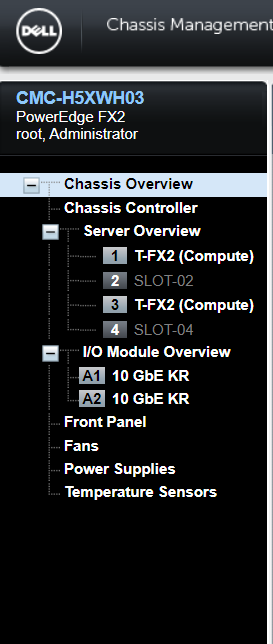 DELL
Chassis Management
CMC-H5XWH03
PowerEdge FX2
root, Administrator
Chassis Overview
Chassis Controller
Server Overview
1 T-FX2 (Compute)
2 SLOT-02
3 T-FX2 (Compute)
4 SLOT-04
I/O Module Overview
A1 10 GbE KR
A2 10 GbE KR
Front Panel
Fans
Power Supplies
Temperature Sensors